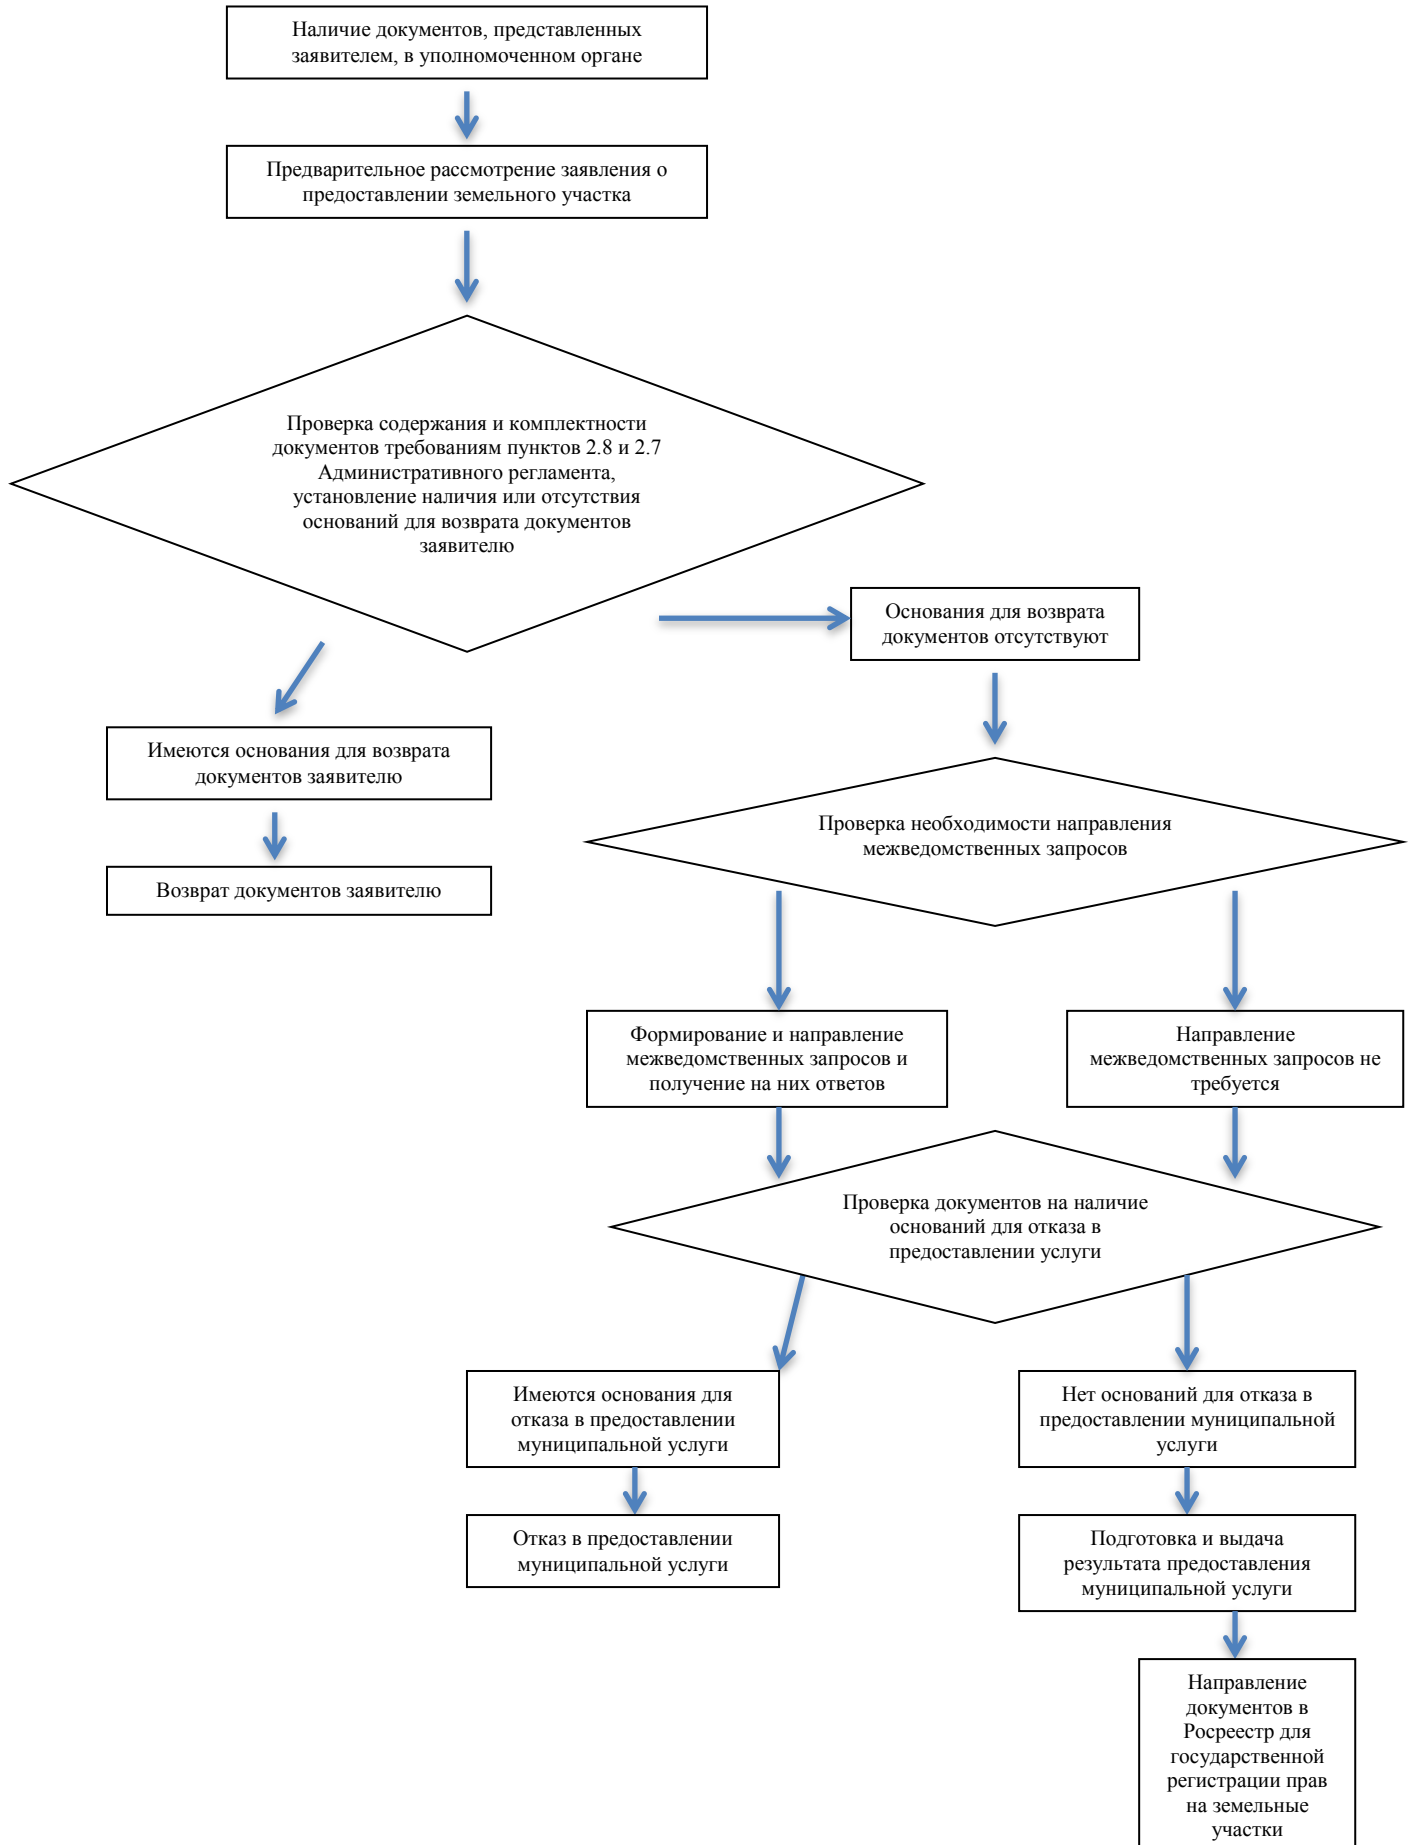 Наличие документов, представленных
заявителем, в уполномоченном органе
Предварительное рассмотрение заявления о
предоставлении земельного участка
Проверка содержания и комплектности
документов требованиям пунктов 2.8 и 2.7
Административного регламента,
установление наличия или отсутствия
оснований для возврата документов
заявителю
Основания для возврата
документов отсутствуют
Имеются основания для возврата
документов заявителю
Возврат документов заявителю
Проверка необходимости направления
межведомственных запросов
Формирование и направление
межведомственных запросов и
получение на них ответов
Направление
межведомственных запросов не
требуется
Проверка документов на наличие
оснований для отказа в
предоставлении услуги
Имеются основания для
отказа в предоставлении
муниципальной услуги
Нет оснований для отказа в
предоставлении муниципальной
услуги
Отказ в предоставлении
муниципальной услуги
Подготовка и выдача
результата предоставления
муниципальной услуги
Направление
документов в
Росреестр для
государственной
регистрации прав
на земельные
участки